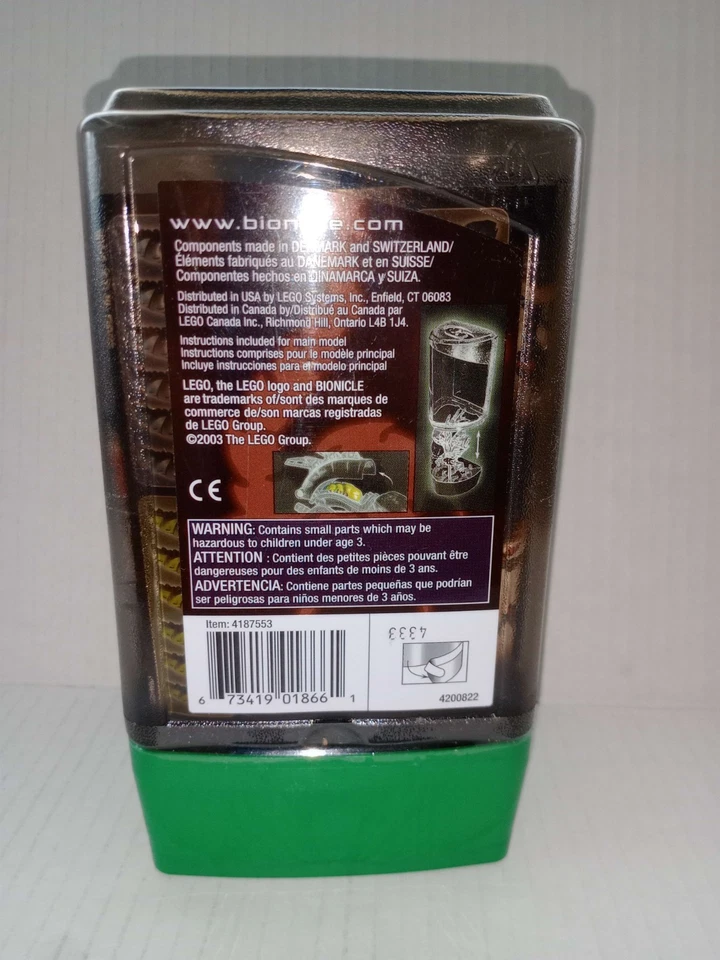 www.bionicle.com
Components made in DENMARK and SWITZERLAND/
Éléments fabriqués au DANEMARK et en SUISSE/
Componentes hechos en DINAMARCA y SUIZA.
Distributed in USA by LEGO Systems, Inc., Enfield, CT 06083
Distributed in Canada by/Distribué au Canada par
LEGO Canada Inc., Richmond Hill, Ontario L4B 1J4.
Instructions included for main model
Instructions comprises pour le modèle principal
Incluye instrucciones para el modelo principal
LEGO, the LEGO logo and BIONICLE
are trademarks of/sont des marques de
commerce de/son marcas registradas
de LEGO Group.
©2003 The LEGO Group.
CE
WARNING: Contains small parts which may be
hazardous to children under age 3.
ATTENTION : Contient des petites pièces pouvant être
dangereuses pour des enfants de moins de 3 ans.
ADVERTENCIA: Contiene partes pequeñas que podrían
ser peligrosas para niños menores de 3 años.
Item: 4187553
6 73419 01866 1
4333
4200822